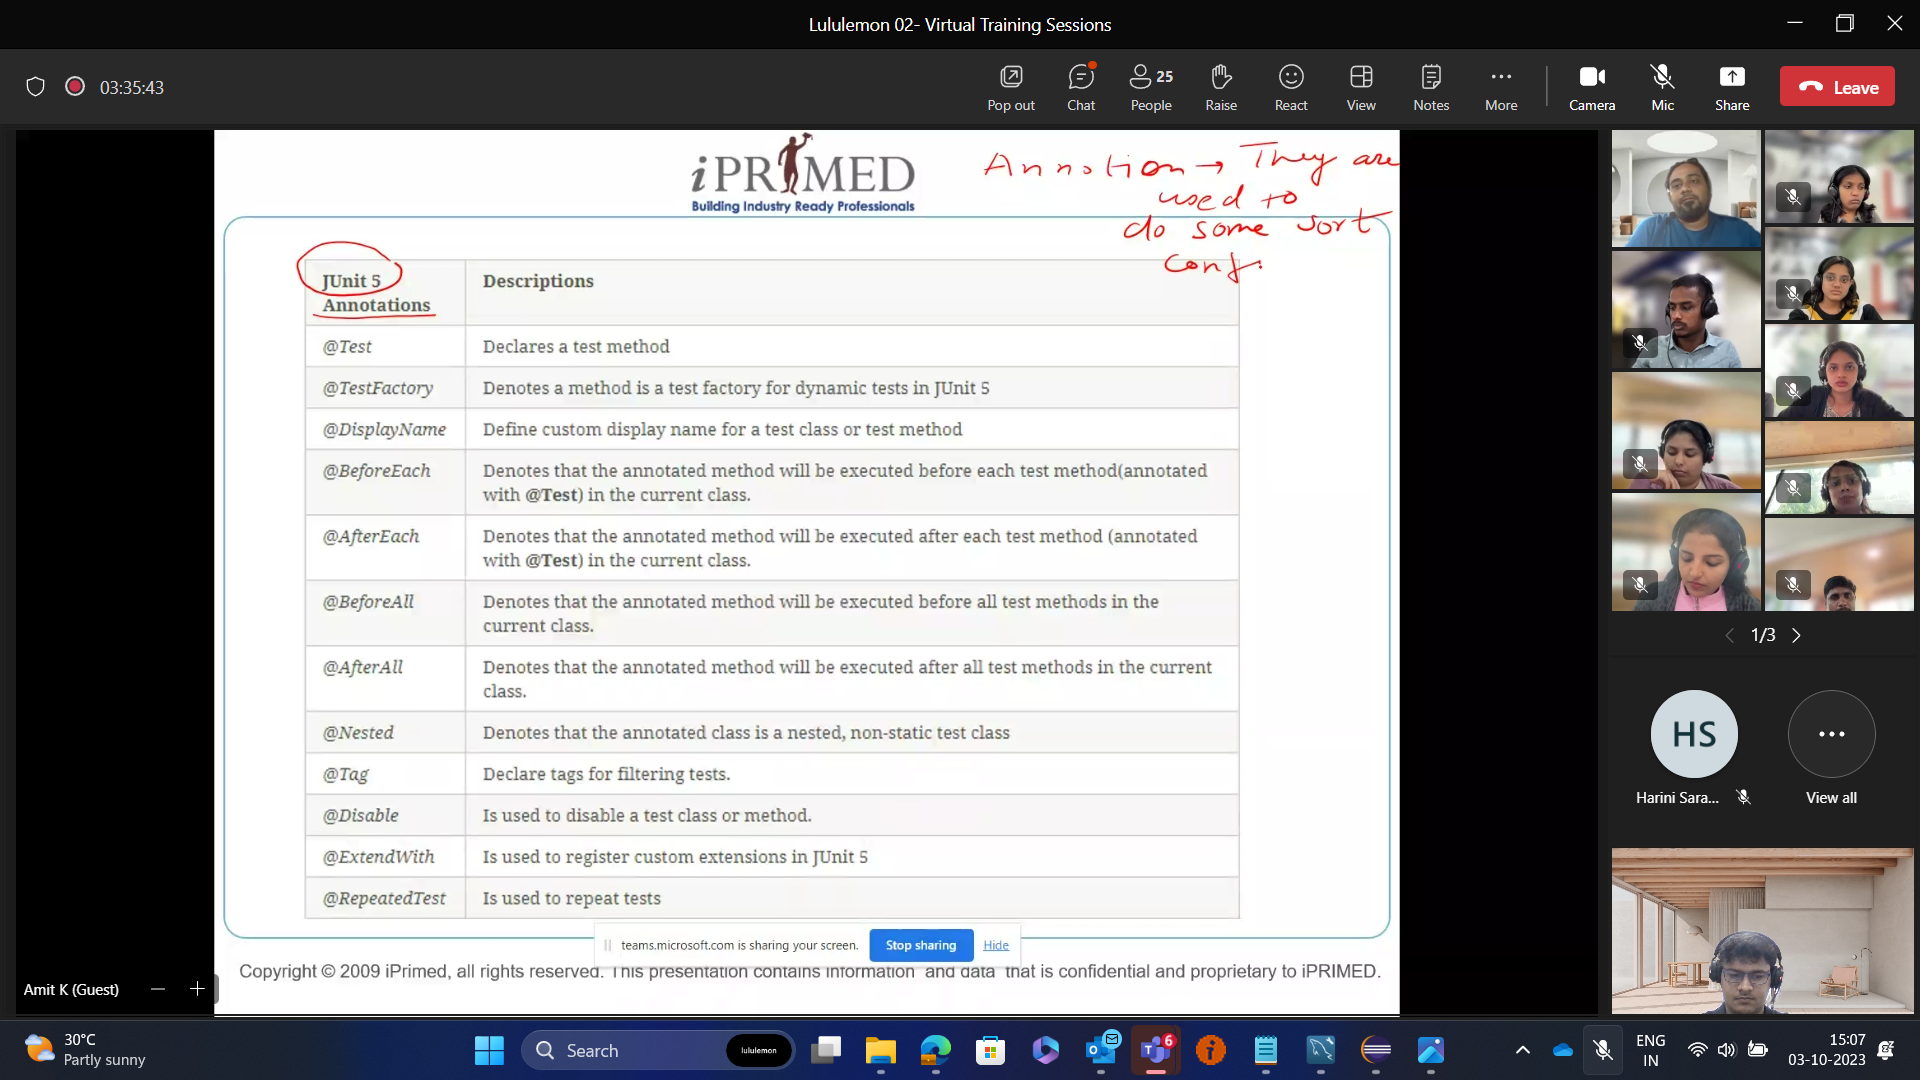 Lululemon 02- Virtual Training Sessions
03:35:43
Pop out
Chat
25
People
Raise
React
View
Notes
More
Camera
Mic
Share
Leave
iPRIMED
Building Industry Ready Professionals
Annotion → They are
used to
do some sort
conf.
JUnit 5
Annotations
Descriptions
@Test
Declares a test method
@TestFactory
Denotes a method is a test factory for dynamic tests in JUnit 5
@DisplayName
Define custom display name for a test class or test method
@BeforeEach
Denotes that the annotated method will be executed before each test method(annotated
with @Test) in the current class.
@AfterEach
Denotes that the annotated method will be executed after each test method (annotated
with @Test) in the current class.
@BeforeAll
Denotes that the annotated method will be executed before all test methods in the
current class.
@AfterAll
Denotes that the annotated method will be executed after all test methods in the current
class.
@Nested
Denotes that the annotated class is a nested, non-static test class
@Tag
Declare tags for filtering tests.
@Disable
Is used to disable a test class or method.
@ExtendWith
Is used to register custom extensions in JUnit 5
@RepeatedTest
Is used to repeat tests
teams.microsoft.com is sharing your screen.
Stop sharing
Hide
Copyright © 2009 iPrimed, all rights reserved. This presentation contains information and data that is confidential and proprietary to iPRIMED.
Amit K (Guest)
1/3
HS
Harini Sara...
View all
30°C
Partly sunny
Search
lululemon
6
ENG
IN
15:07
03-10-2023